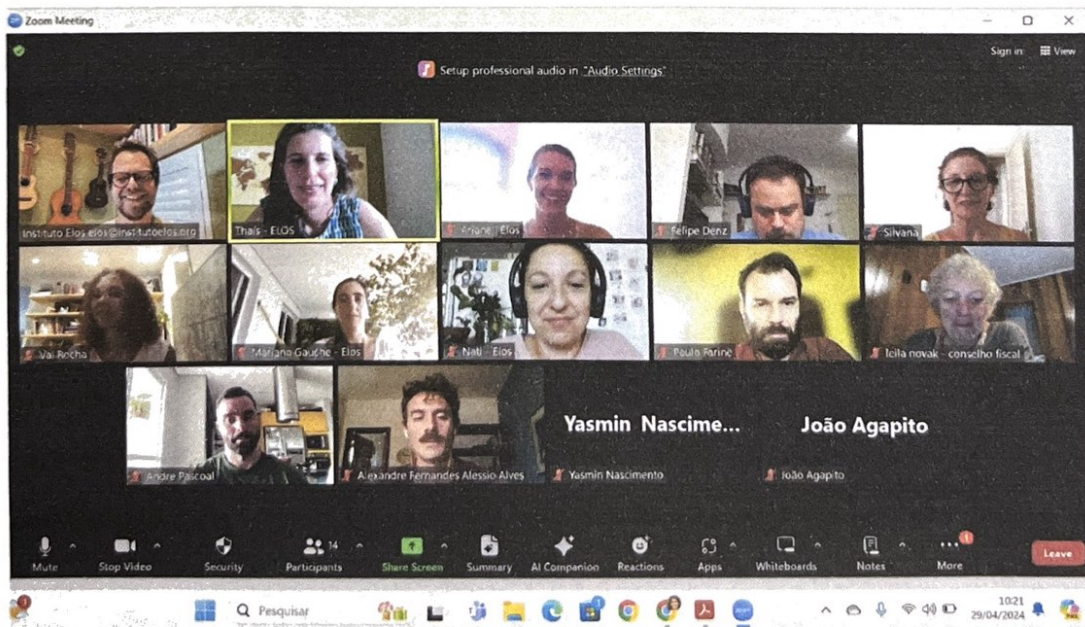 Zoom Meeting
Sign in View
Setup professional audio in "Audio Settings"
Instituto Elos elos@institutoelos.org
Thaís - ELOS
Ariane | Elos
Felipe Denz
Silvana
Val Rocha
Mariana Gauche - Elos
Nati - Elos
Paulo Farine
leila novak - conselho fiscal
Andre Pascoal
Alexandre Fernandes Alessio Alves
Yasmin Nascime...
Yasmin Nascimento
João Agapito
João Agapito
Mute
Stop Video
Security
14
Participants
Share Screen
Summary
AI Companion
Reactions
Apps
Whiteboards
Notes
1
More
Leave
1
Pesquisar
10:21
29/04/2024